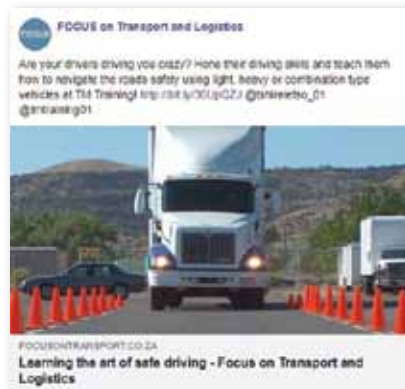 FOCUS on Transport and Logistics
Are your drivers driving you crazy? Hone their driving skills and teach them
how to navigate the roads safety using light, heavy or combination type
vehicles at TM Training!
FOCUSONTRANSPORT.CO.ZA
Learning the art of safe driving - Focus on Transport and
Logistics